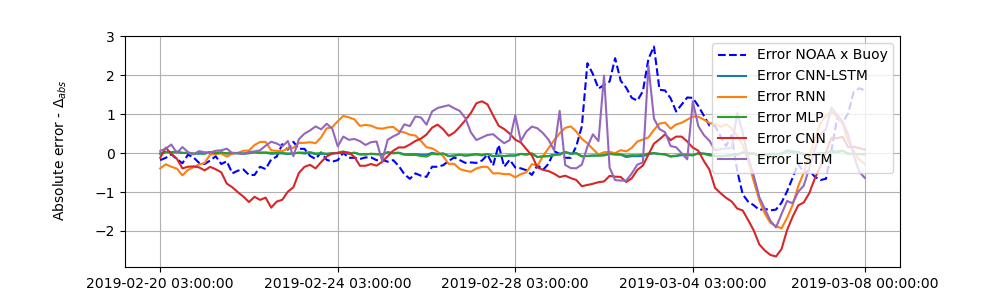 Absolute error - Δabs
3
2
1
0
−1
−2
2019-02-20 03:00:00
2019-02-24 03:00:00
2019-02-28 03:00:00
2019-03-04 03:00:00
2019-03-08 00:00:00
Error NOAA x Buoy
Error CNN-LSTM
Error RNN
Error MLP
Error CNN
Error LSTM